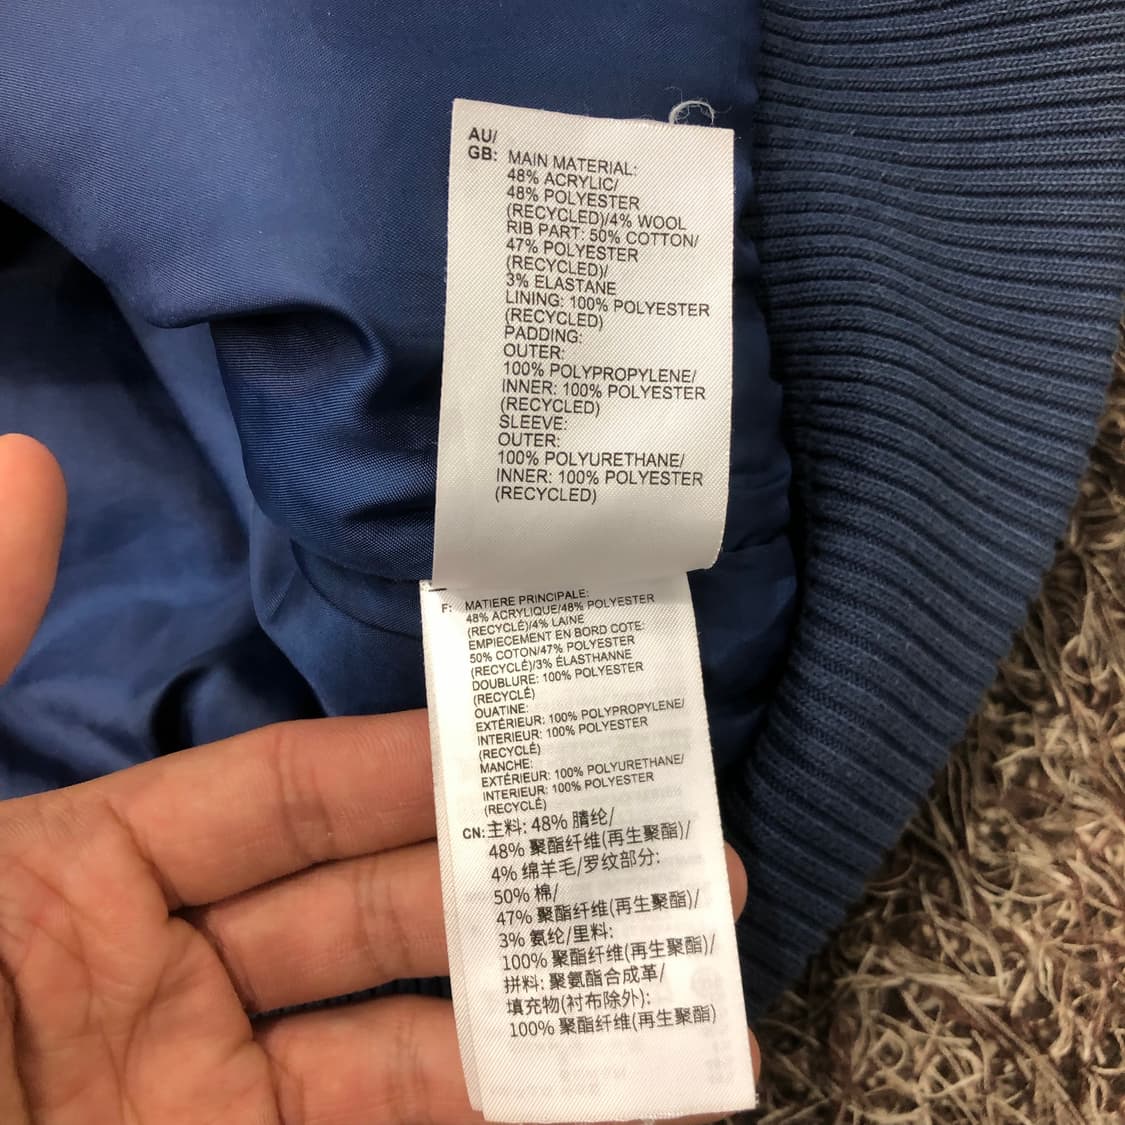 AU/
GB: MAIN MATERIAL:
48% ACRYLIC/
48% POLYESTER
(RECYCLED)/4% WOOL
RIB PART: 50% COTTON/
47% POLYESTER
(RECYCLED)/
3% ELASTANE
LINING: 100% POLYESTER
(RECYCLED)
PADDING:
OUTER:
100% POLYPROPYLENE/
INNER: 100% POLYESTER
(RECYCLED)
SLEEVE:
OUTER:
100% POLYURETHANE/
INNER: 100% POLYESTER
(RECYCLED)
F: MATIERE PRINCIPALE:
48% ACRYLIQUE/48% POLYESTER
(RECYCLÉ)/4% LAINE
EMPIECEMENT EN BORD COTE:
50% COTON/47% POLYESTER
(RECYCLÉ)/3% ÉLASTHANNE
DOUBLURE: 100% POLYESTER
(RECYCLÉ)
OUATINE:
EXTÉRIEUR: 100% POLYPROPYLENE/
INTERIEUR: 100% POLYESTER
(RECYCLÉ)
MANCHE:
EXTÉRIEUR: 100% POLYURETHANE/
INTERIEUR: 100% POLYESTER
(RECYCLÉ)
CN: 主料: 48% 腈纶/
48% 聚酯纤维(再生聚酯)/
4% 绵羊毛/罗纹部分:
50% 棉/
47% 聚酯纤维(再生聚酯)/
3% 氨纶/里料:
100% 聚酯纤维(再生聚酯)/
拼料: 聚氨酯合成革/
填充物(衬布除外):
100% 聚酯纤维(再生聚酯)